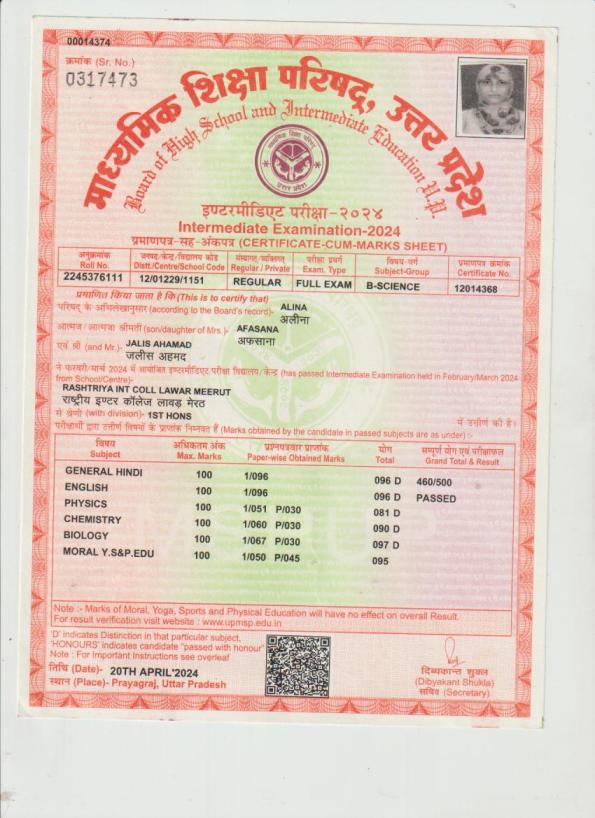 00014374
क्रमांक (Sr. No.)
0317473
माध्यमिक शिक्षा परिषद्, उत्तर प्रदेश
Board of High School and Intermediate Education U.P.
माध्यमिक शिक्षा परिषद
उत्तर प्रदेश
इण्टरमीडिएट परीक्षा-२०२४
Intermediate Examination-2024
प्रमाणपत्र-सह-अंकपत्र (CERTIFICATE-CUM-MARKS SHEET)
अनुक्रमांक जनपद/केन्द्र/विद्यालय कोड संस्थागत/व्यक्तिगत परीक्षा प्रवर्ग विषय-वर्ग प्रमाणपत्र क्रमांक
Roll No. Distt./Centre/School Code Regular / Private Exam. Type Subject-Group Certificate No.
2245376111 12/01229/1151 REGULAR FULL EXAM B-SCIENCE 12014368
प्रमाणित किया जाता है कि(This is to certify that)
परिषद् के अभिलेखानुसार (according to the Board's record)- ALINA
अलीना
आत्मज/आत्मजा श्रीमती (son/daughter of Mrs.)- AFASANA
अफसाना
एवं श्री (and Mr.)- JALIS AHAMAD
जलीस अहमद
ने फरवरी/मार्च 2024 में आयोजित इण्टरमीडिएट परीक्षा विद्यालय/केन्द्र (has passed Intermediate Examination held in February/March 2024
from School/Centre)-
RASHTRIYA INT COLL LAWAR MEERUT
राष्ट्रीय इण्टर कॉलेज लावड़ मेरठ
से श्रेणी (with division)- 1ST HONS में उत्तीर्ण की है।
परीक्षार्थी द्वारा उत्तीर्ण विषयों के प्राप्तांक निम्नवत हैं (Marks obtained by the candidate in passed subjects are as under) :-
विषय अधिकतम अंक प्रश्नपत्रवार प्राप्तांक योग सम्पूर्ण योग एवं परीक्षाफल
Subject Max. Marks Paper-wise Obtained Marks Total Grand Total & Result
GENERAL HINDI 100 1/096 096 D 460/500
ENGLISH 100 1/096 096 D PASSED
PHYSICS 100 1/051 P/030 081 D
CHEMISTRY 100 1/060 P/030 090 D
BIOLOGY 100 1/067 P/030 097 D
MORAL Y.S&P.EDU 100 1/050 P/045 095
Note :- Marks of Moral, Yoga, Sports and Physical Education will have no effect on overall Result.
For result verification visit website : www.upmsp.edu.in
'D' indicates Distinction in that particular subject,
'HONOURS' indicates candidate "passed with honour"
Note : For Important Instructions see overleaf
तिथि (Date)- 20TH APRIL'2024
स्थान (Place)- Prayagraj, Uttar Pradesh
दिब्यकान्त शुक्ल
(Dibyakant Shukla)
सचिव (Secretary)